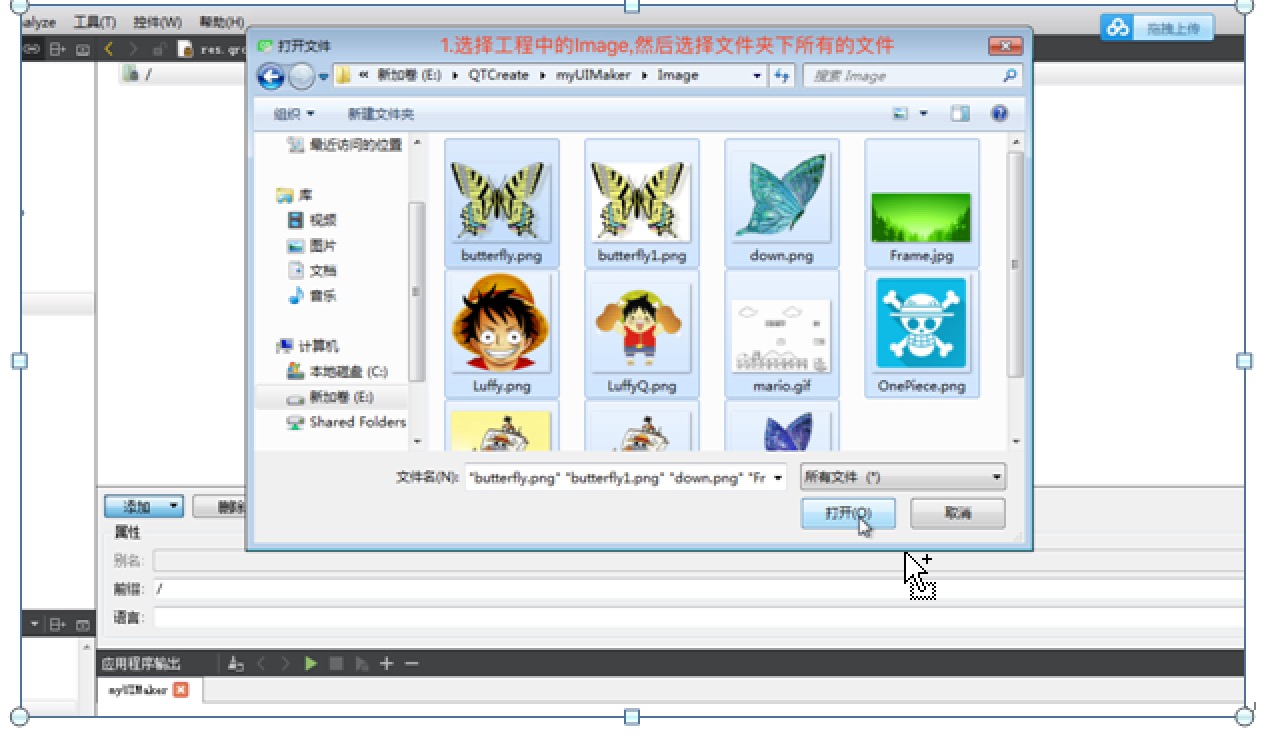 alyze 工具(T) 控件(W) 帮助(H)
拖拽上传
res.qrc
打开文件
1.选择工程中的Image,然后选择文件夹下所有的文件
« 新加卷 (E:) QTCreate myUIMaker Image
搜索 Image
/
组织 新建文件夹
最近访问的位置
库
视频
图片
文档
音乐
计算机
本地磁盘 (C:)
新加卷 (E:)
Shared Folders
butterfly.png butterfly1.png down.png Frame.jpg
Luffy.png LuffyQ.png mario.gif OnePiece.png
文件名(N): "butterfly.png" "butterfly1.png" "down.png" "Fr
所有文件 (*)
打开(O) 取消
添加 删除
属性
别名:
前缀: /
语言:
应用程序输出
myUIMaker